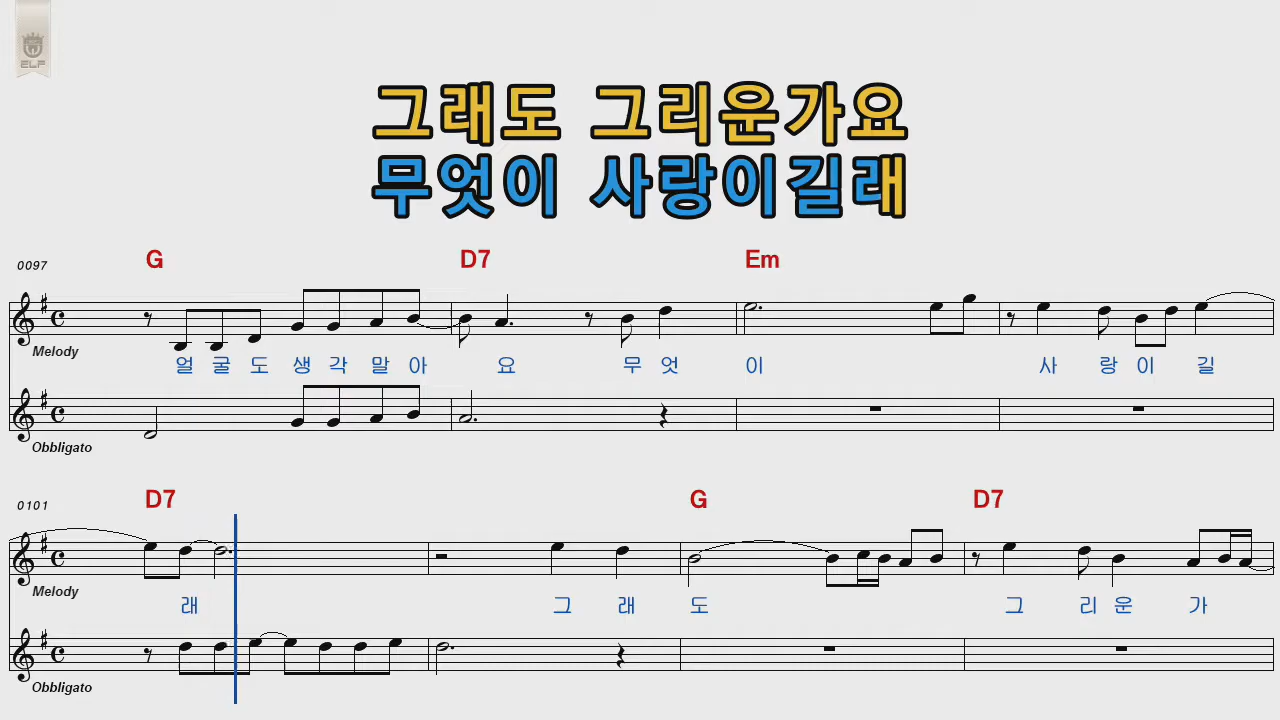 ELF
그래도 그리운가요
무엇이 사랑이길래
0097 G D7 Em
Melody 얼 굴 도 생 각 말 아 요 무 엇 이 사 랑 이 길
Obbligato
0101 D7 G D7
Melody 래 그 래 도 그 리 운 가
Obbligato